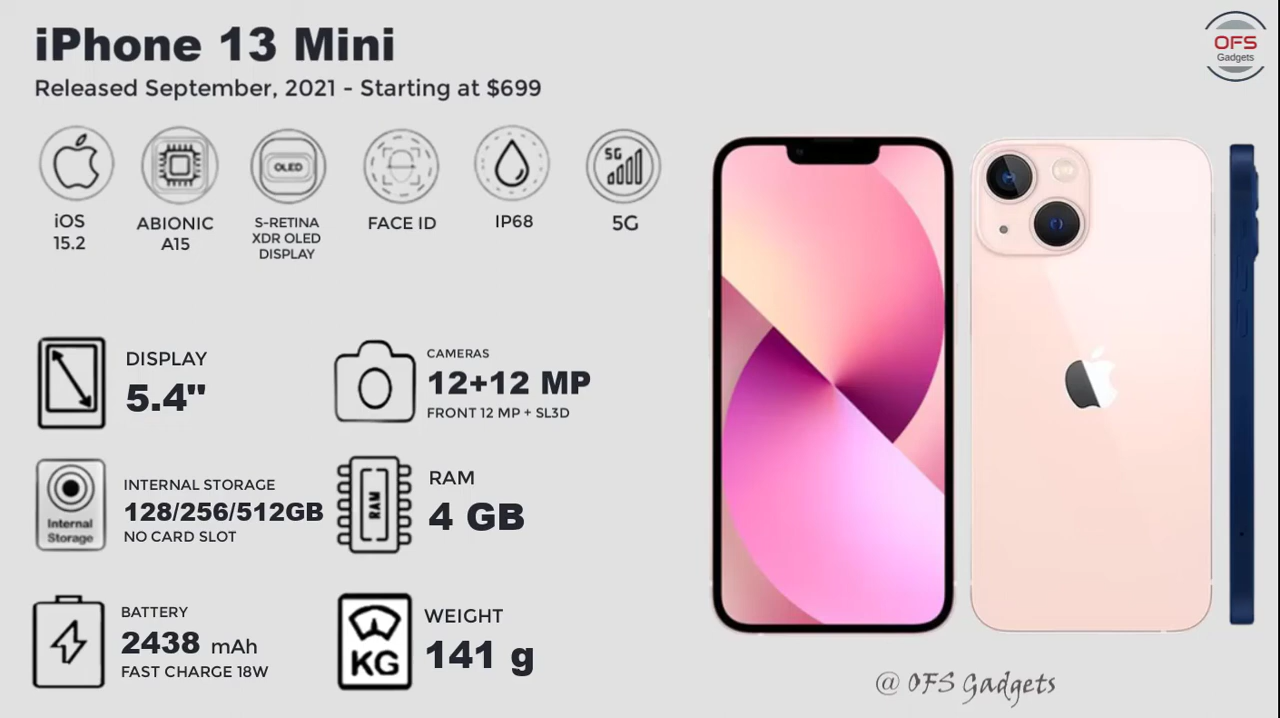 iPhone 13 Mini
Released September, 2021 - Starting at $699
OFS
Gadgets
OLED
5G
iOS
15.2
ABIONIC
A15
S-RETINA
XDR OLED
DISPLAY
FACE ID
IP68
5G
DISPLAY
5.4"
CAMERAS
12+12 MP
FRONT 12 MP + SL3D
Internal
Storage
INTERNAL STORAGE
128/256/512GB
NO CARD SLOT
RAM
RAM
4 GB
BATTERY
2438 mAh
FAST CHARGE 18W
KG
WEIGHT
141 g
@ OFS Gadgets